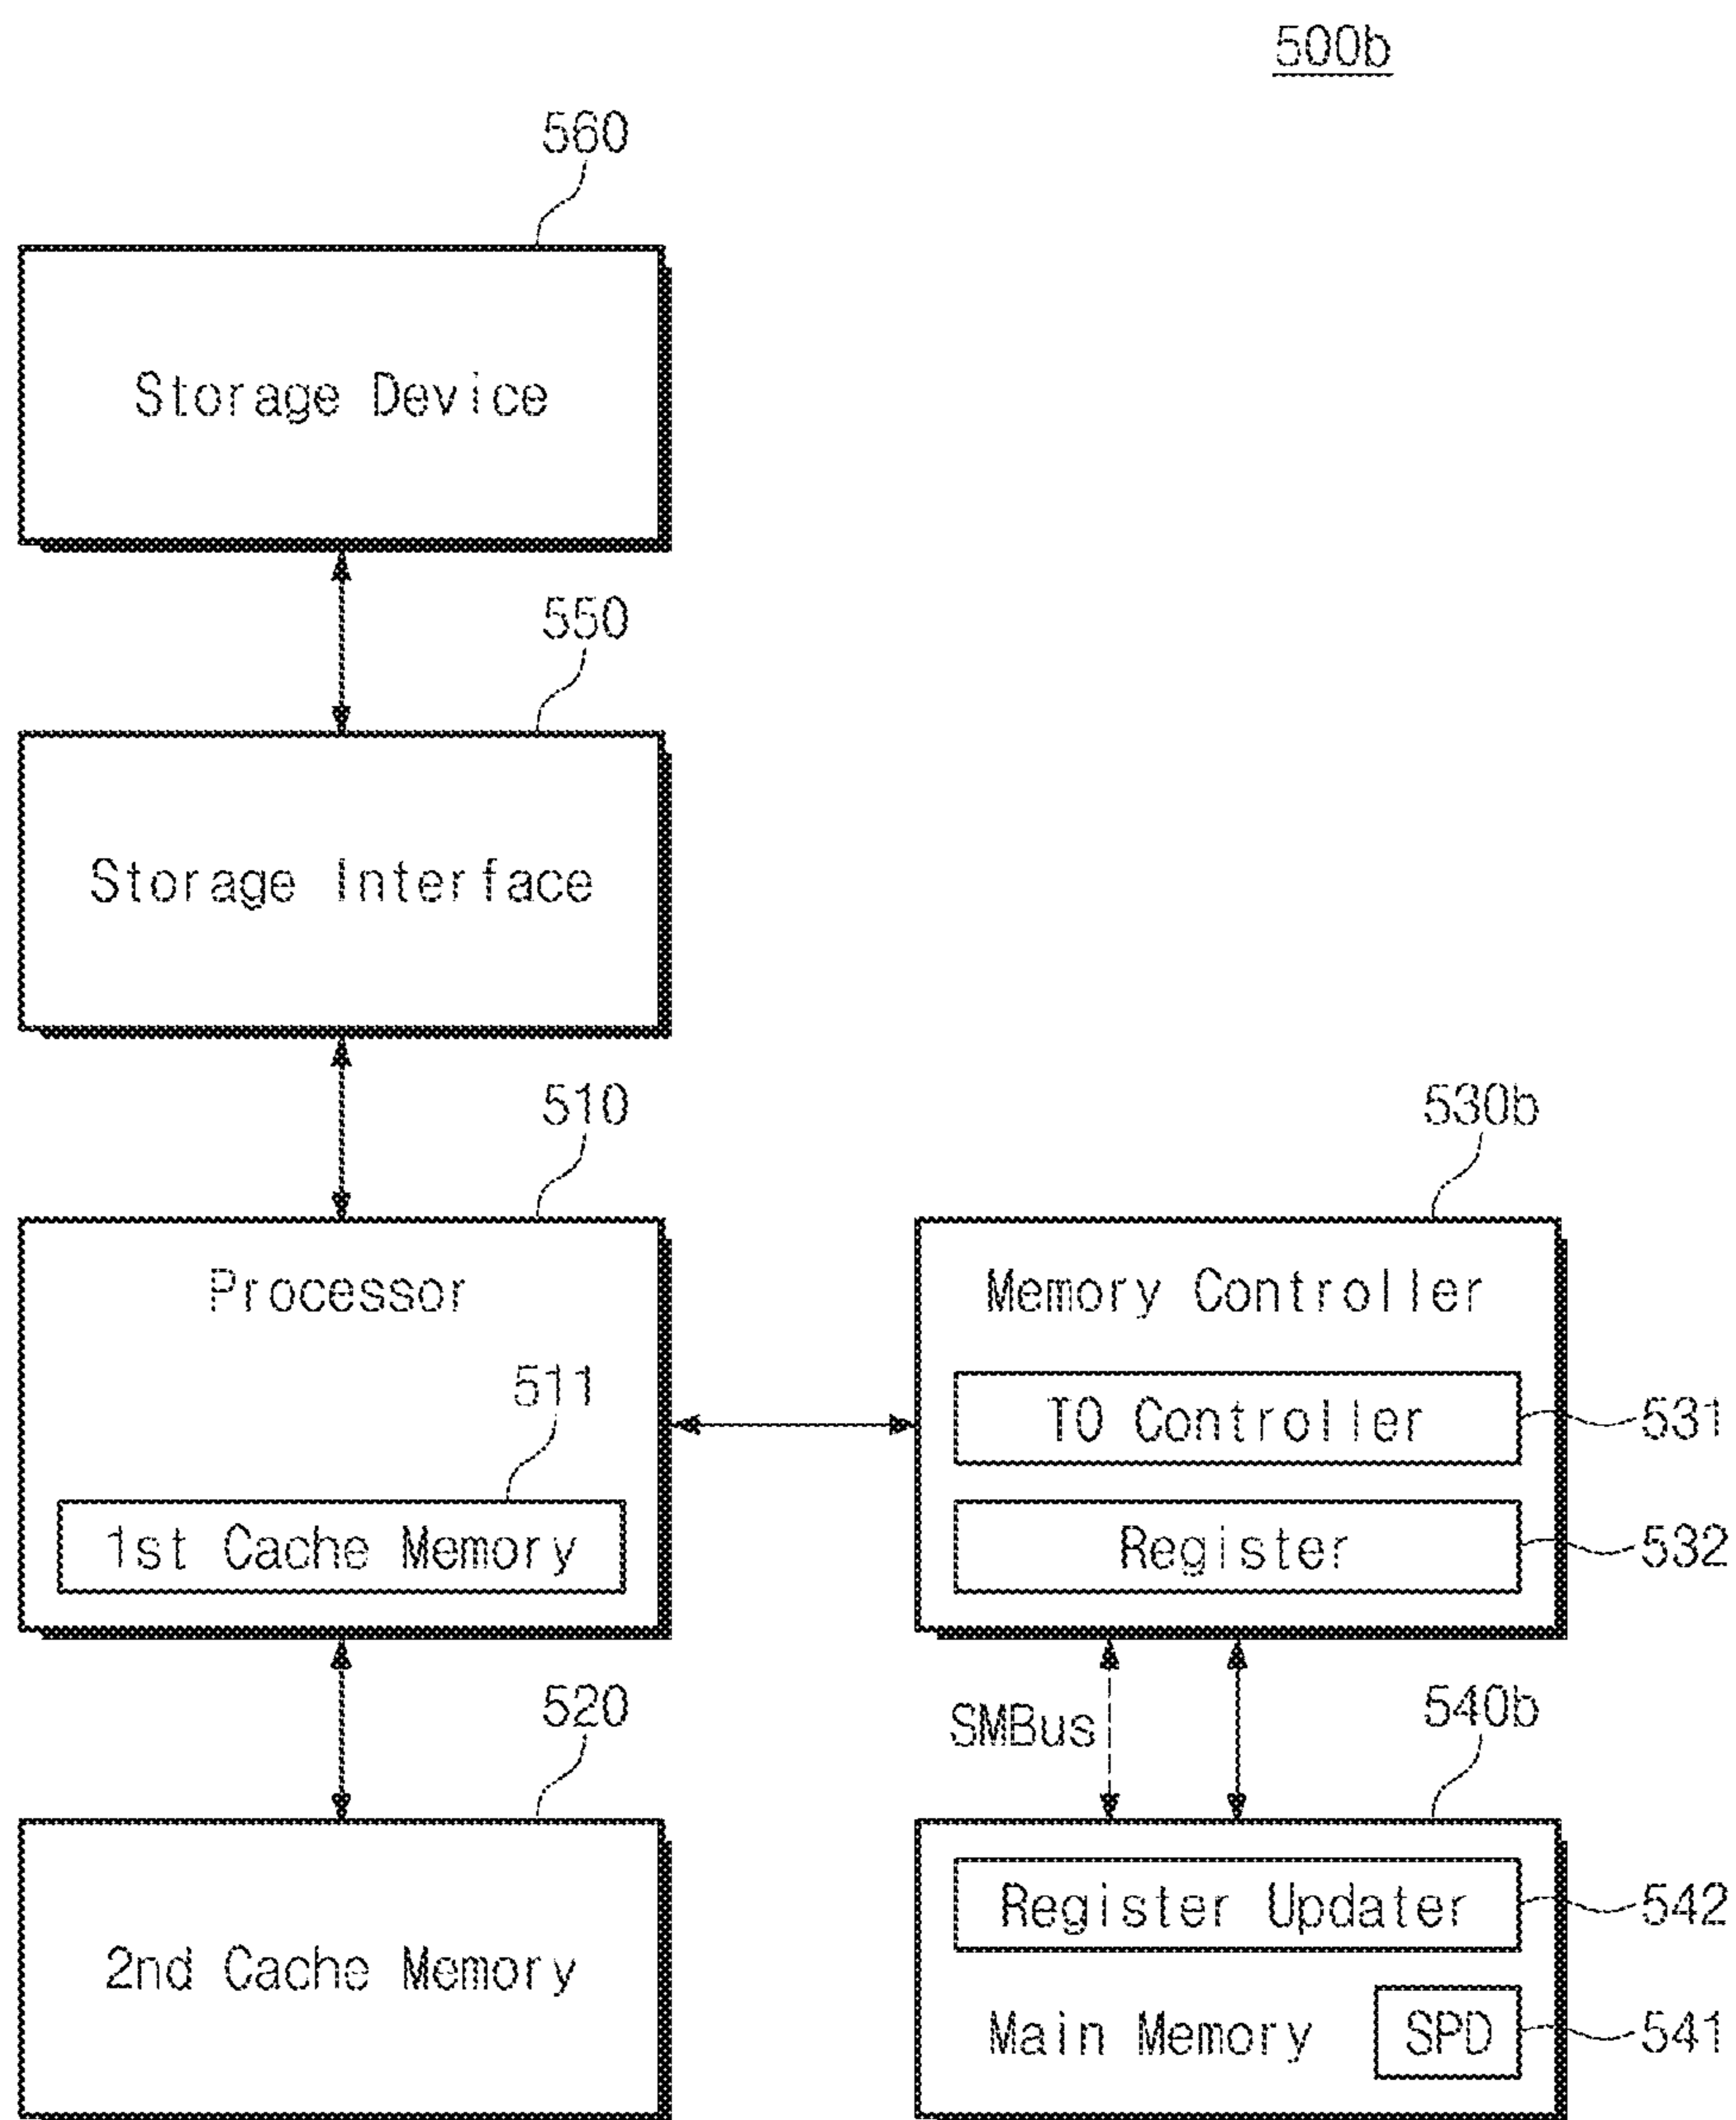 500b
560
Storage Device
550
Storage Interface
510
530b
Processor
Memory Controller
511
TO Controller
531
1st Cache Memory
Register
532
520
SMBus
540b
Register Updater
542
2nd Cache Memory
Main Memory
SPD
541